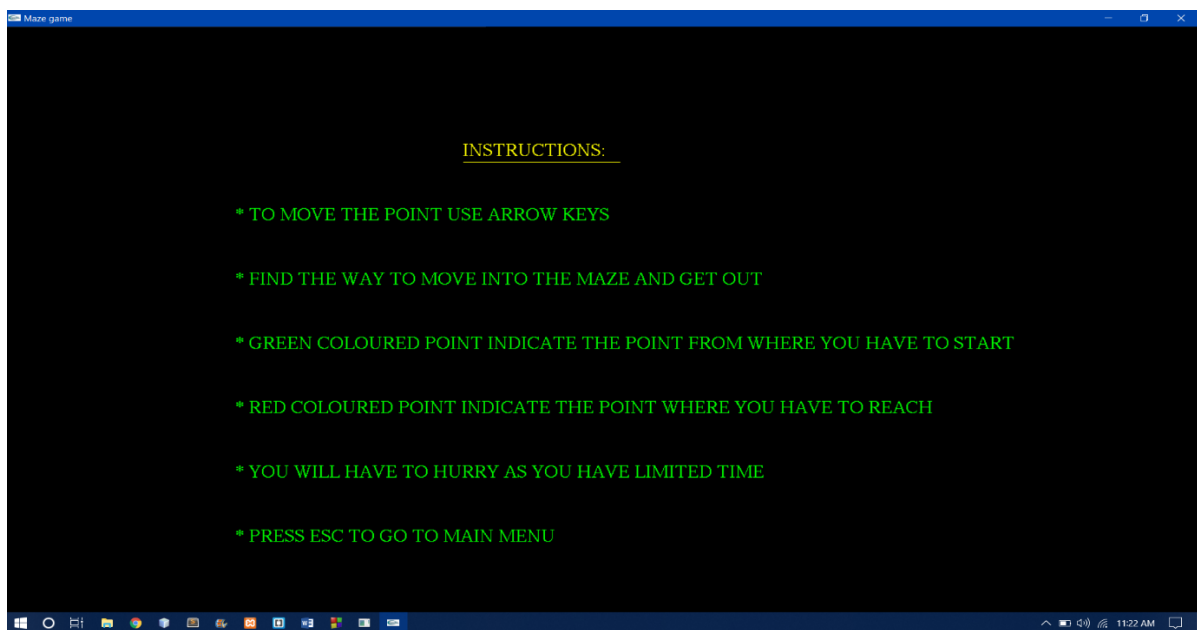 Maze game
INSTRUCTIONS:
* TO MOVE THE POINT USE ARROW KEYS
* FIND THE WAY TO MOVE INTO THE MAZE AND GET OUT
* GREEN COLOURED POINT INDICATE THE POINT FROM WHERE YOU HAVE TO START
* RED COLOURED POINT INDICATE THE POINT WHERE YOU HAVE TO REACH
* YOU WILL HAVE TO HURRY AS YOU HAVE LIMITED TIME
* PRESS ESC TO GO TO MAIN MENU
11:22 AM